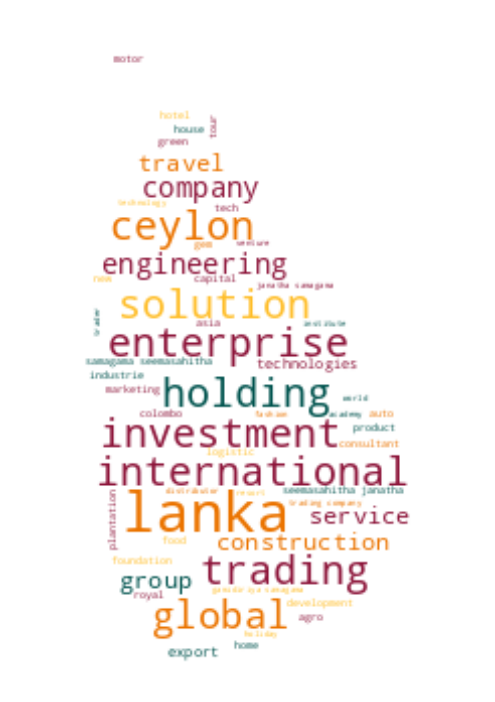 motor
hotel
house tour
green
travel
company
technology
tech
ceylon
gem venture
engineering
new capital
janatha samagama
solution
trader asia institute
enterprise
samagama seemasahitha technologies
industrie
marketing holding world
colombo fashion academy auto
product
investment consultant
logistic
international
distributor resort seemasahitha janatha
plantation lanka trading company
service
food construction
foundation
group trading
royal garusiri aya samagama
development
global agro
holiday
export home